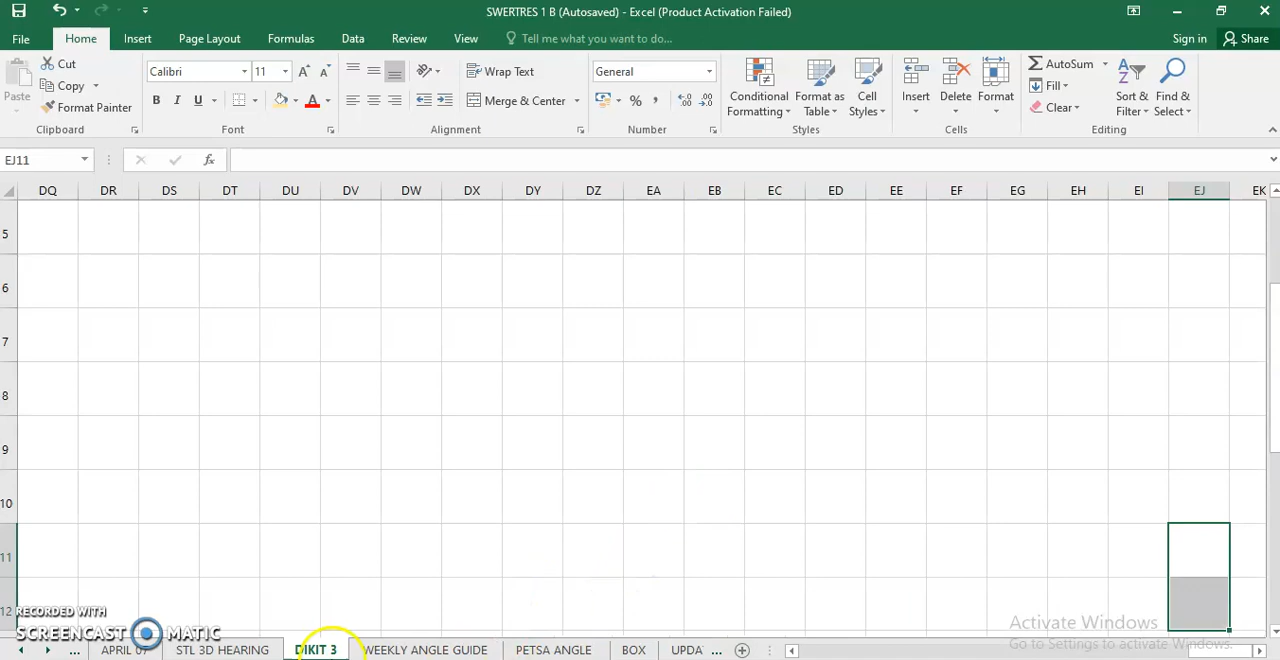 SWERTRES 1 B (Autosaved) - Excel (Product Activation Failed)
File Home Insert Page Layout Formulas Data Review View Tell me what you want to do... Sign in Share
Paste Cut Calibri 11 Wrap Text General Conditional Formatting Format as Table Cell Styles Insert Delete Format AutoSum Sort & Filter Find & Select
Copy Fill
Format Painter B I U A Merge & Center % , Clear
Clipboard Font Alignment Number Styles Cells Editing
EJ11 fx
DQ DR DS DT DU DV DW DX DY DZ EA EB EC ED EE EF EG EH EI EJ EK
5
6
7
8
9
10
11
12
RECORDED WITH
SCREENCAST MATIC
Activate Windows
Go to Settings to activate Windows.
... APRIL 07 STL 3D HEARING DIKIT 3 WEEKLY ANGLE PETSA ANGLE BOX UPDA ...